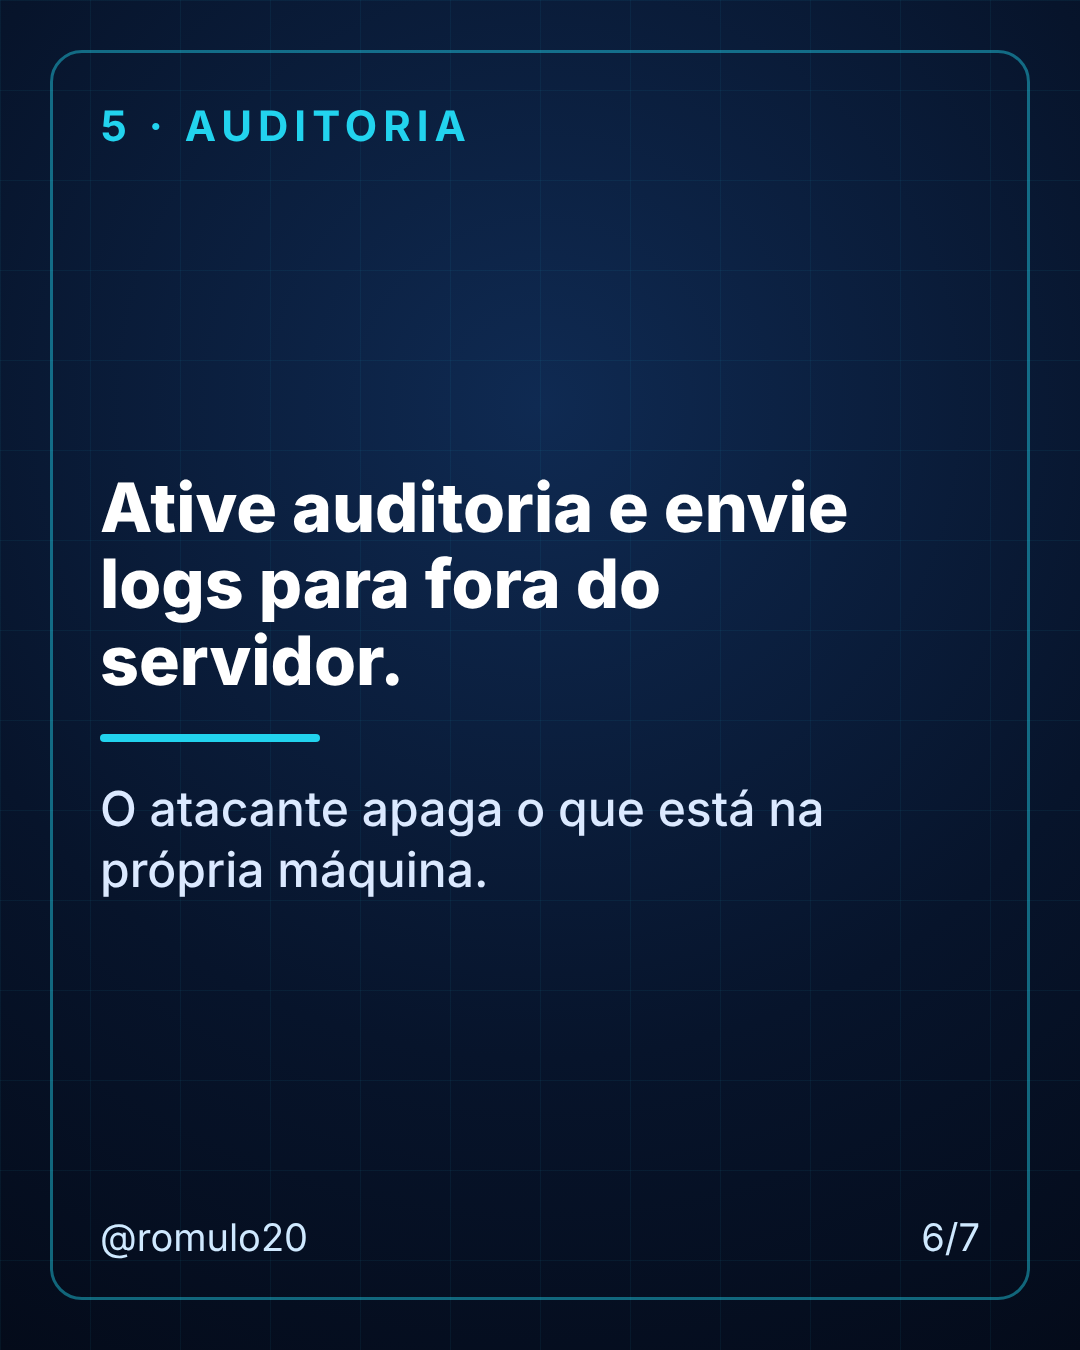 5 · AUDITORIA
Ative auditoria e envie
logs para fora do
servidor.
O atacante apaga o que está na
própria máquina.
@romulo20
6/7